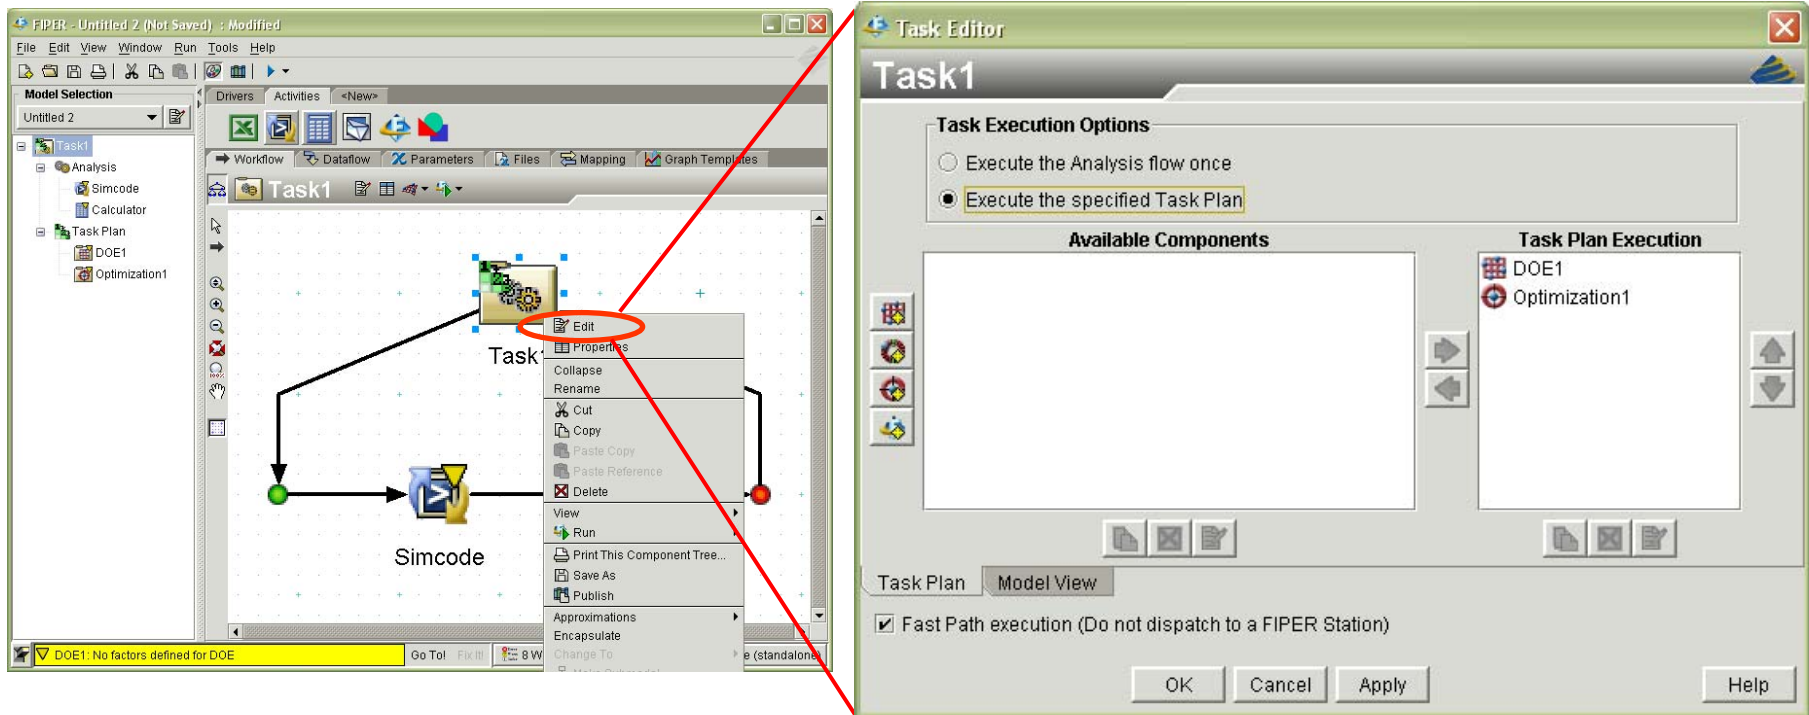 FIPER - Untitled 2 (Not Saved) : Modified
File Edit View Window Run Tools Help
Model Selection
Untitled 2
Task1
Analysis
Simcode
Calculator
Task Plan
DOE1
Optimization1
Drivers Activities <New>
Workflow Dataflow Parameters Files Mapping Graph Templates
Task1
Task1
Simcode
Edit
Properties
Collapse
Rename
Cut
Copy
Paste Copy
Paste Reference
Delete
View
Run
Print This Component Tree...
Save As
Publish
Approximations
Encapsulate
Change To
DOE1: No factors defined for DOE
Go To! Fix It! 8 W e (standalone)
Task Editor
Task1
Task Execution Options
Execute the Analysis flow once
Execute the specified Task Plan
Available Components
Task Plan Execution
DOE1
Optimization1
Task Plan Model View
Fast Path execution (Do not dispatch to a FIPER Station)
OK Cancel Apply Help